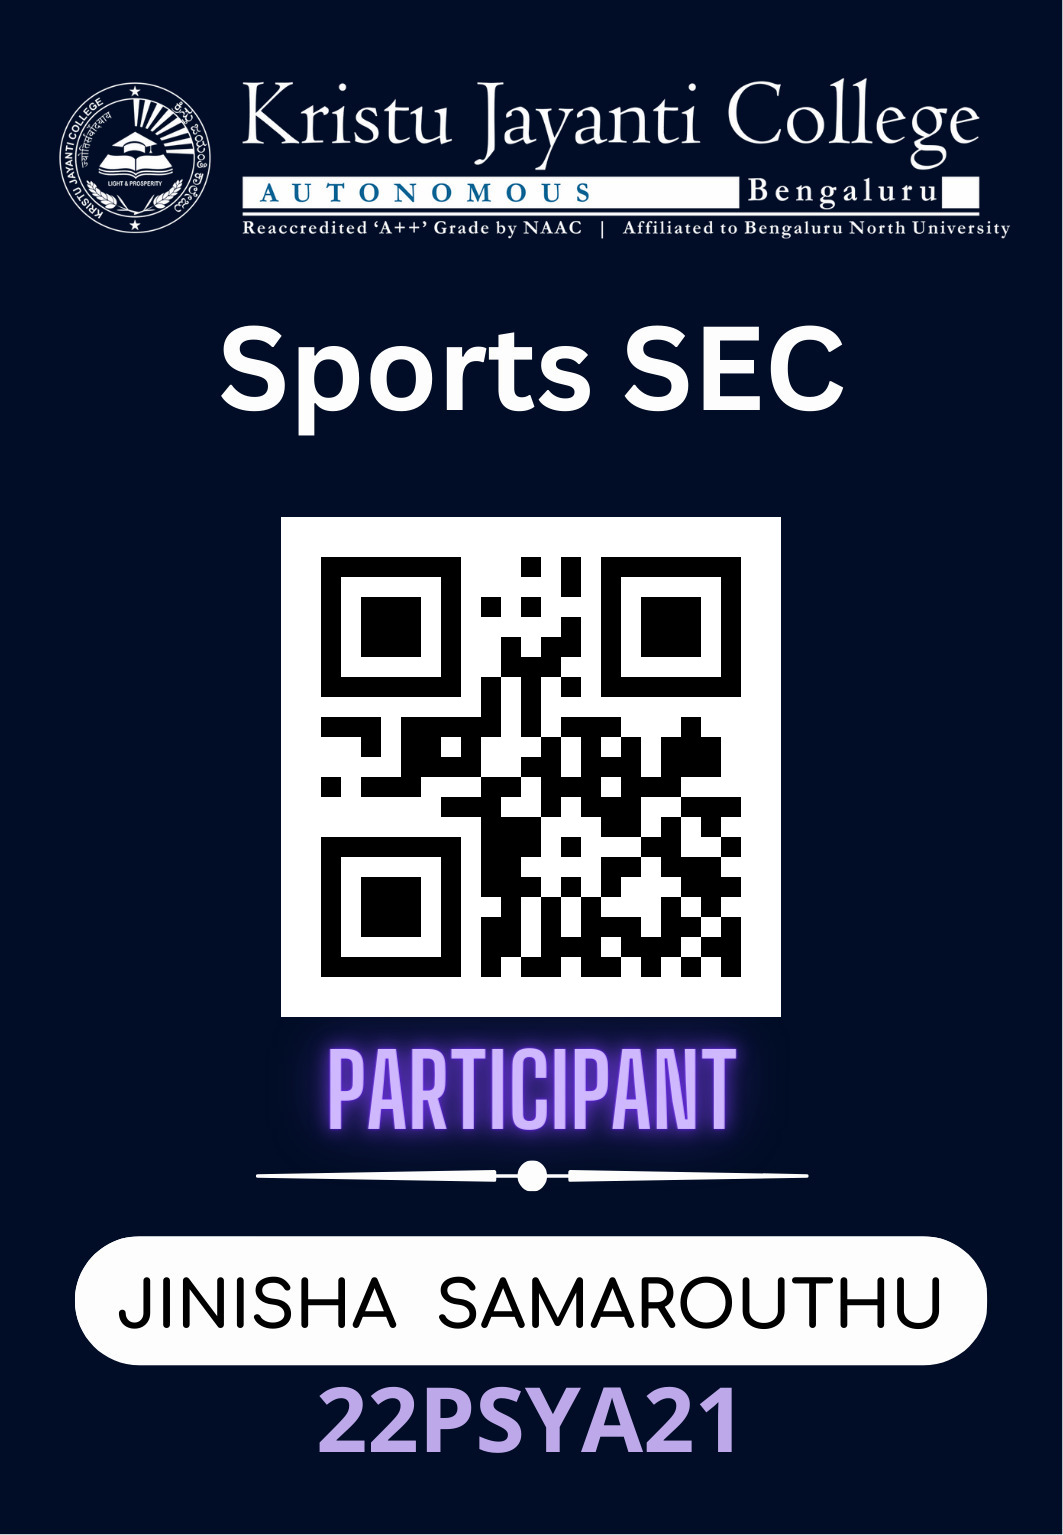 Kristu Jayanti College
AUTONOMOUS Bengaluru
Reaccredited ‘A++’ Grade by NAAC | Affiliated to Bengaluru North University
KRISTU JAYANTI COLLEGE
ಕ್ರಿಸ್ತು ಜಯಂತಿ ಕಾಲೇಜು
LIGHT & PROSPERITY
Sports SEC
PARTICIPANT
JINISHA SAMAROUTHU
22PSYA21